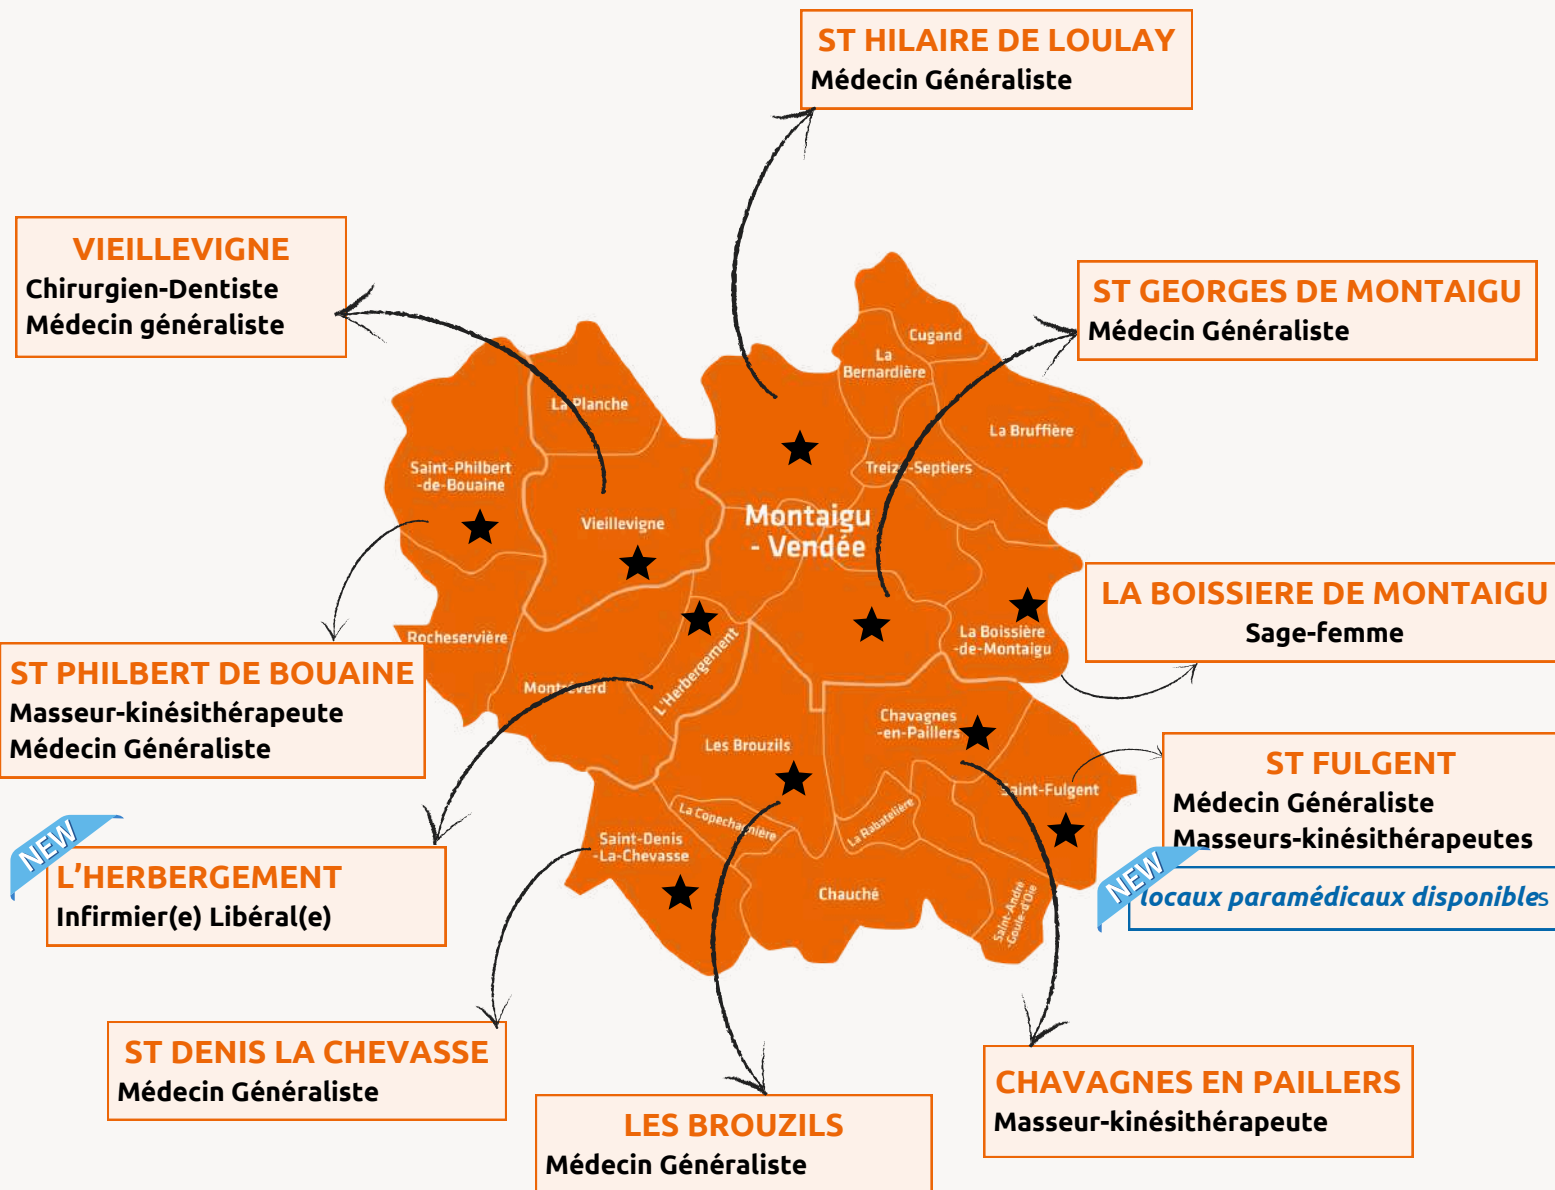 ST HILAIRE DE LOULAY
Médecin Généraliste
VIEILLEVIGNE
Chirurgien-Dentiste
Médecin généraliste
ST GEORGES DE MONTAIGU
Médecin Généraliste
Cugand
La
Bernardière
La Planche
La Bruffière
Saint-Philbert
-de-Bouaine
Treize-Septiers
Vieillevigne
Montaigu
- Vendée
LA BOISSIERE DE MONTAIGU
Sage-femme
La Boissière
-de-Montaigu
Rocheservière
L'Herbergement
Montréverd
ST PHILBERT DE BOUAINE
Masseur-kinésithérapeute
Médecin Généraliste
Chavagnes
-en-Paillers
Les Brouzils
Saint-Fulgent
ST FULGENT
Médecin Généraliste
Masseurs-kinésithérapeutes
NEW
locaux paramédicaux disponibles
La Copechagnière
La Rabatelière
Saint-Denis
-La-Chevasse
Chauché
Saint-André
-Goule-d'Oie
NEW
L'HERBERGEMENT
Infirmier(e) Libéral(e)
ST DENIS LA CHEVASSE
Médecin Généraliste
LES BROUZILS
Médecin Généraliste
CHAVAGNES EN PAILLERS
Masseur-kinésithérapeute